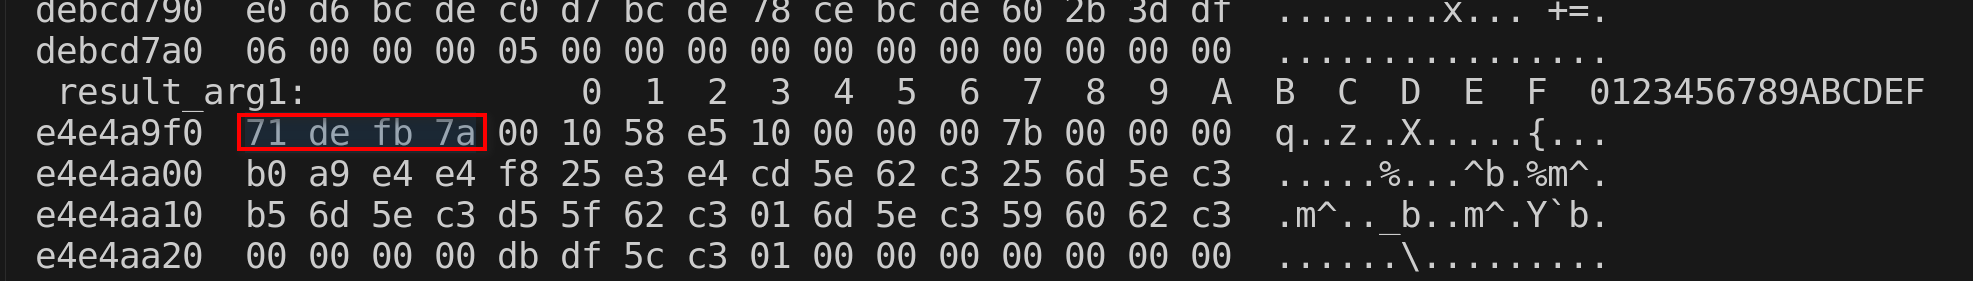 debcd790  e0 d6 bc de c0 d7 bc de 78 ce bc de 60 2b 3d df  ........x... +=.
debcd7a0  06 00 00 00 05 00 00 00 00 00 00 00 00 00 00 00  ................
 result_arg1:             0  1  2  3  4  5  6  7  8  9  A  B  C  D  E  F  0123456789ABCDEF
e4e4a9f0  71 de fb 7a 00 10 58 e5 10 00 00 00 7b 00 00 00  q..z..X.....{...
e4e4aa00  b0 a9 e4 e4 f8 25 e3 e4 cd 5e 62 c3 25 6d 5e c3  .....%...^b.%m^.
e4e4aa10  b5 6d 5e c3 d5 5f 62 c3 01 6d 5e c3 59 60 62 c3  .m^.._b..m^.Y`b.
e4e4aa20  00 00 00 00 db df 5c c3 01 00 00 00 00 00 00 00  ......\.........